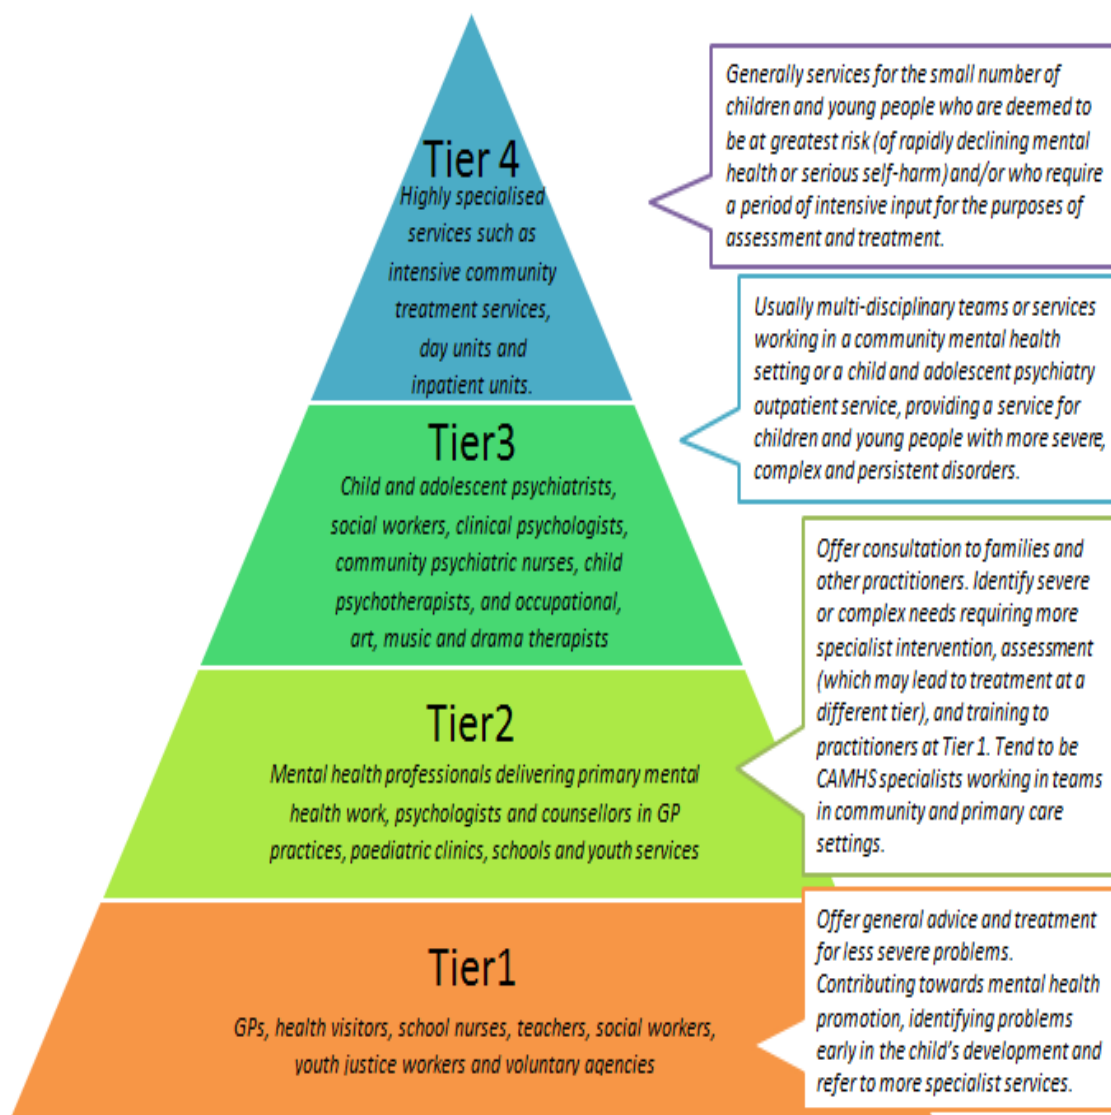 Tier 4
Highly specialised
services such as
intensive community
treatment services,
day units and
inpatient units.
Generally services for the small number of
children and young people who are deemed to
be at greatest risk (of rapidly declining mental
health or serious self-harm) and/or who require
a period of intensive input for the purposes of
assessment and treatment.
Tier3
Child and adolescent psychiatrists,
social workers, clinical psychologists,
community psychiatric nurses, child
psychotherapists, and occupational,
art, music and drama therapists
Usually multi-disciplinary teams or services
working in a community mental health
setting or a child and adolescent psychiatry
outpatient service, providing a service for
children and young people with more severe,
complex and persistent disorders.
Tier2
Mental health professionals delivering primary mental
health work, psychologists and counsellors in GP
practices, paediatric clinics, schools and youth services
Offer consultation to families and
other practitioners. Identify severe
or complex needs requiring more
specialist intervention, assessment
(which may lead to treatment at a
different tier), and training to
practitioners at Tier 1. Tend to be
CAMHS specialists working in teams
in community and primary care
settings.
Tier1
GPs, health visitors, school nurses, teachers, social workers,
youth justice workers and voluntary agencies
Offer general advice and treatment
for less severe problems.
Contributing towards mental health
promotion, identifying problems
early in the child's development and
refer to more specialist services.